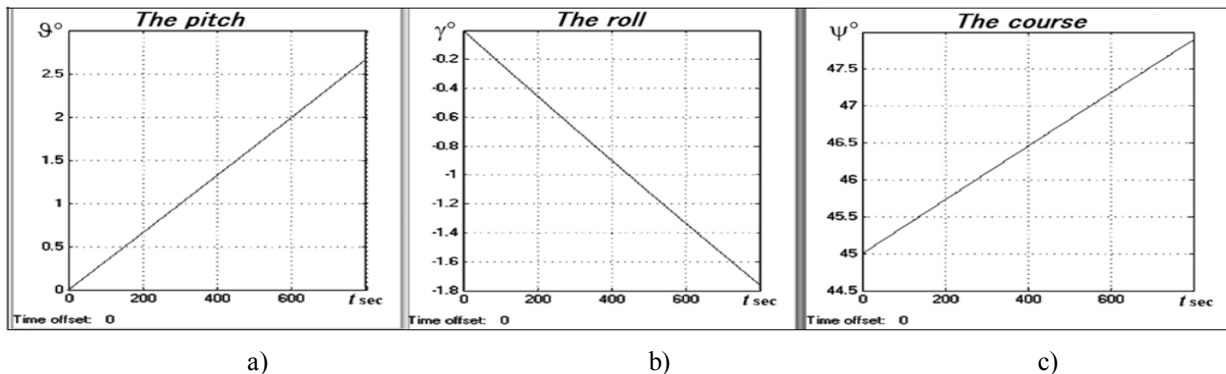 The pitch
ϑ°
2.5
2
1.5
1
0.5
0
0 200 400 600 t sec
Time offset: 0
a)
The roll
γ°
-0.2
-0.4
-0.6
-0.8
-1
-1.2
-1.4
-1.6
-1.8
0 200 400 600 t sec
Time offset: 0
b)
The course
ψ°
47.5
47
46.5
46
45.5
45
44.5
0 200 400 600 t sec
Time offset: 0
c)